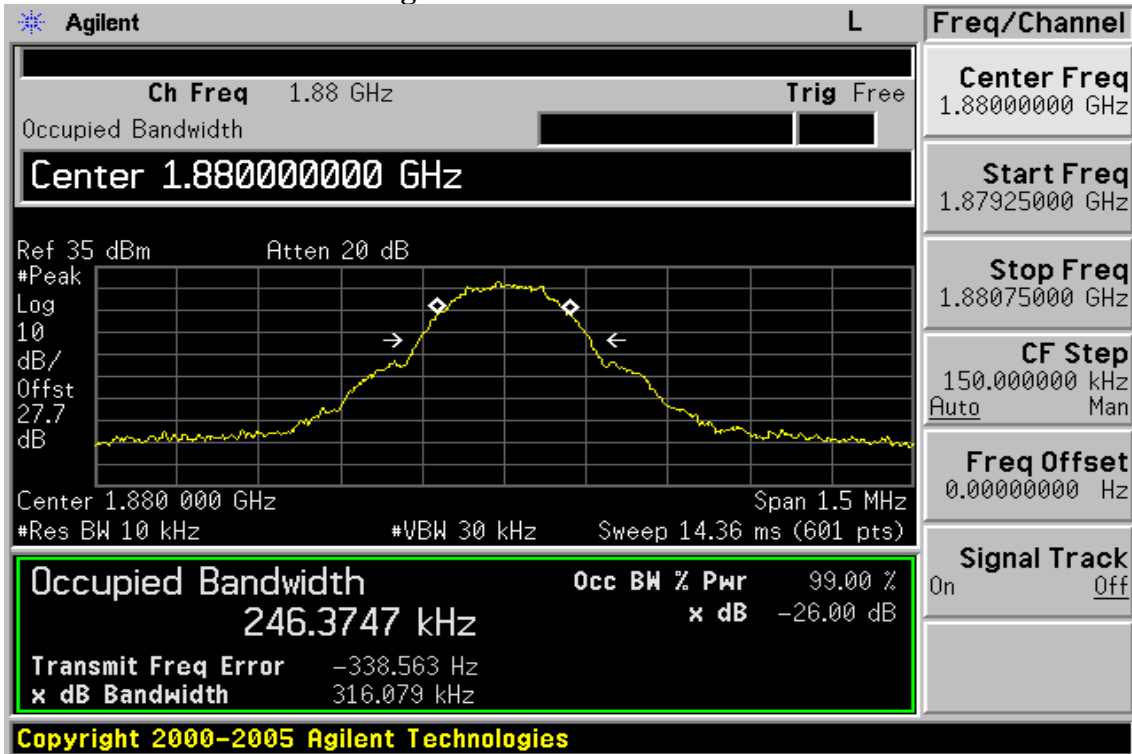 Agilent L Freq/Channel
Ch Freq 1.88 GHz Trig Free
Occupied Bandwidth
Center 1.880000000 GHz
Ref 35 dBm Atten 20 dB
#Peak
Log
10
dB/
Offst
27.7
dB
Center 1.880 000 GHz Span 1.5 MHz
#Res BW 10 kHz #VBW 30 kHz Sweep 14.36 ms (601 pts)
Occupied Bandwidth
246.3747 kHz
Occ BW % Pwr 99.00 %
x dB -26.00 dB
Transmit Freq Error -338.563 Hz
x dB Bandwidth 316.079 kHz
Center Freq
1.88000000 GHz
Start Freq
1.87925000 GHz
Stop Freq
1.88075000 GHz
CF Step
150.000000 kHz
Auto Man
Freq Offset
0.00000000 Hz
Signal Track
On Off
Copyright 2000-2005 Agilent Technologies